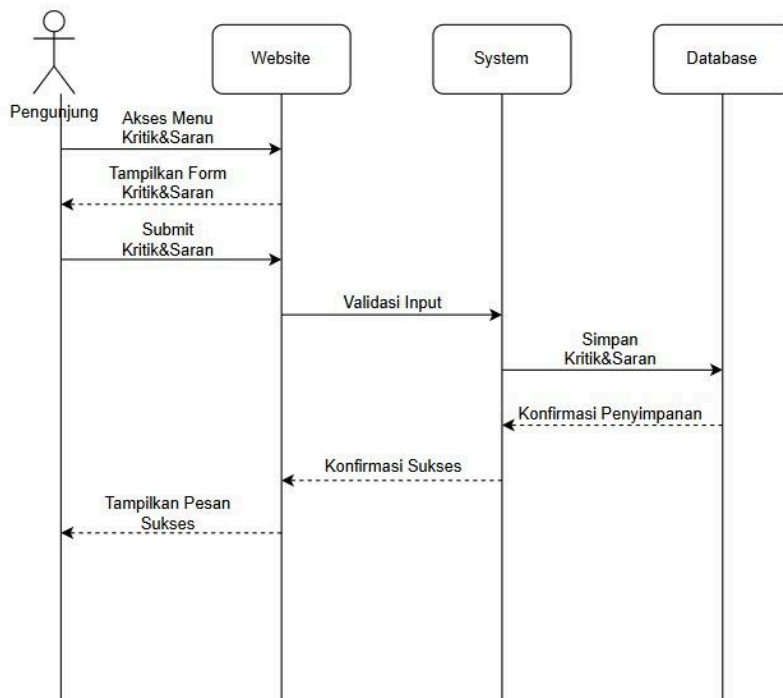 Website
System
Database
Pengunjung
Akses Menu
Kritik&Saran
Tampilkan Form
Kritik&Saran
Submit
Kritik&Saran
Validasi Input
Simpan
Kritik&Saran
Konfirmasi Penyimpanan
Konfirmasi Sukses
Tampilkan Pesan
Sukses